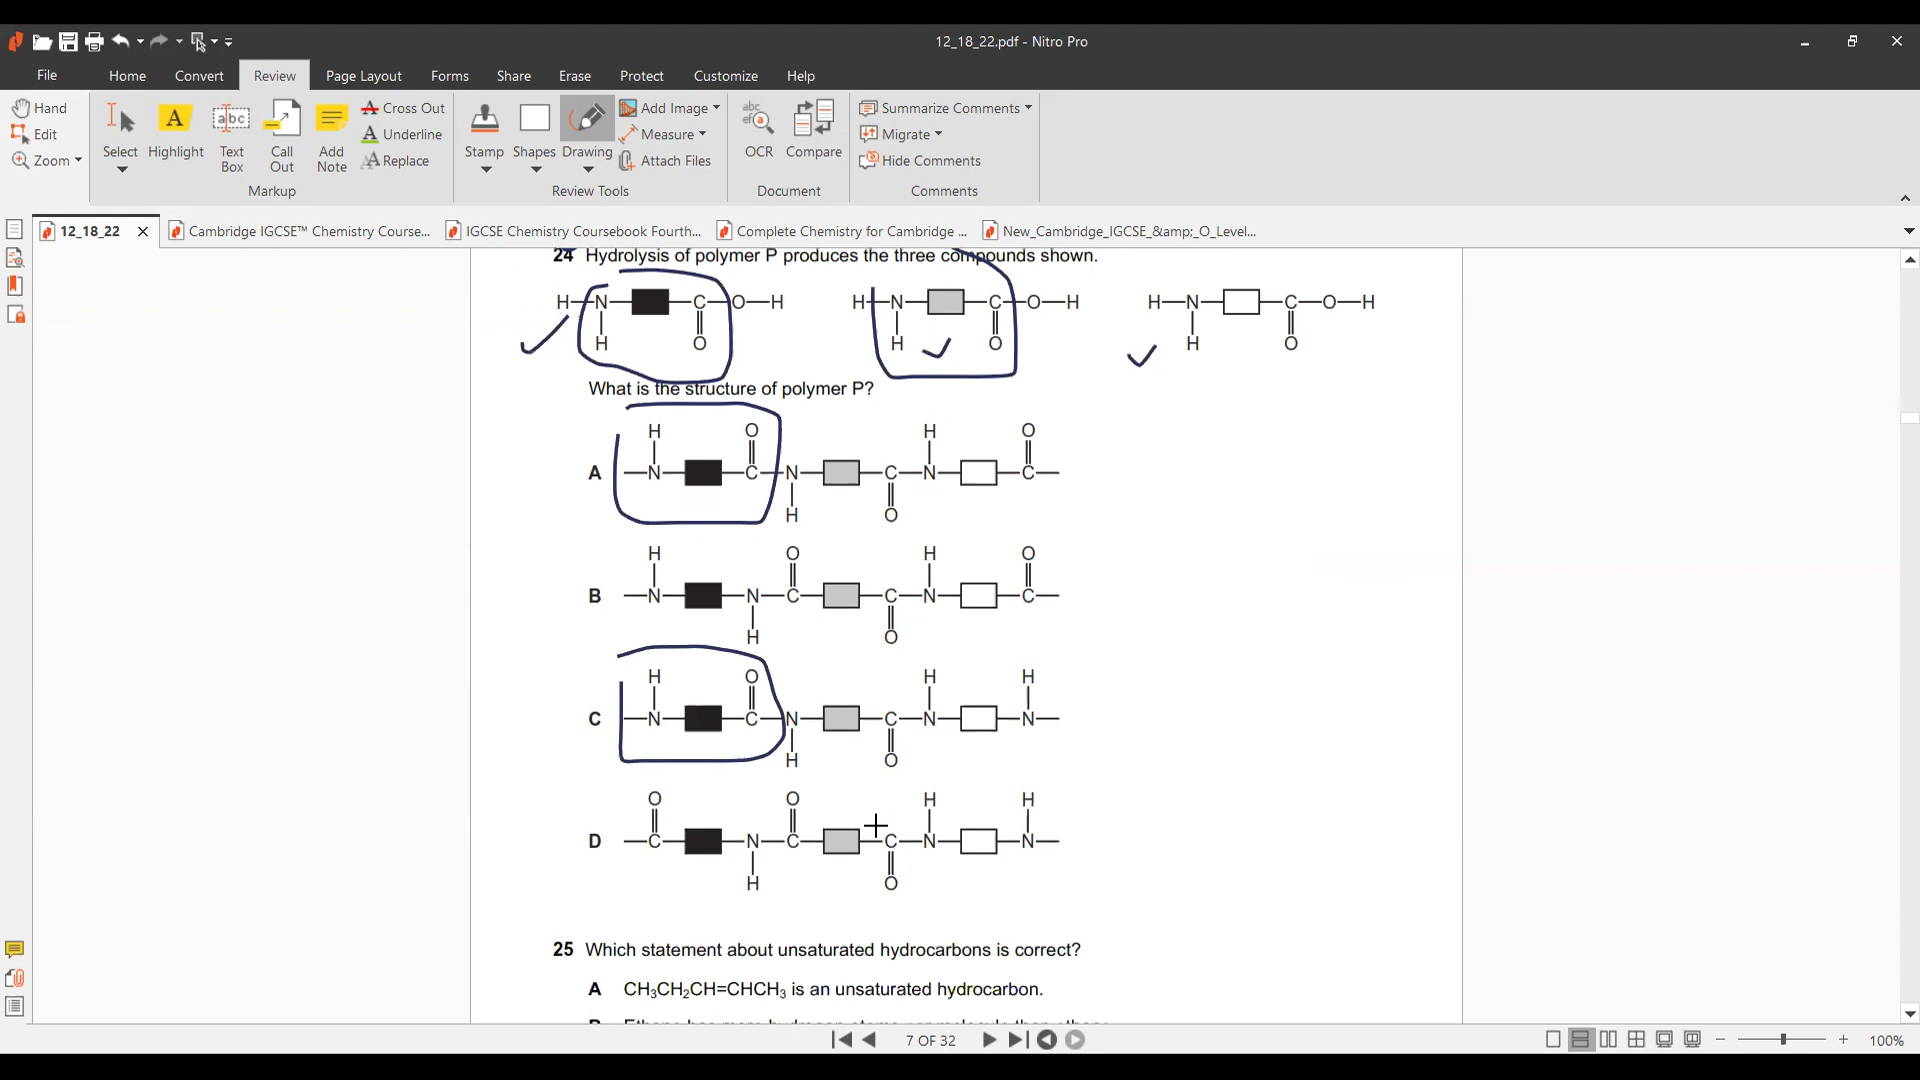 12_18_22.pdf - Nitro Pro
File Home Convert Review Page Layout Forms Share Erase Protect Customize Help
Hand
Edit
Zoom
Select
Highlight
Text Box
Call Out
Add Note
Cross Out
Underline
Replace
Markup
Stamp
Shapes
Drawing
Add Image
Measure
Attach Files
Review Tools
OCR
Compare
Document
Summarize Comments
Migrate
Hide Comments
Comments
12_18_22
Cambridge IGCSE™ Chemistry Course...
IGCSE Chemistry Coursebook Fourth...
Complete Chemistry for Cambridge ...
New_Cambridge_IGCSE_&amp;_O_Level...
24 Hydrolysis of polymer P produces the three compounds shown.
H N C O H H N C O H H N C O H
H O H O H O
What is the structure of polymer P?
H O H O
A N C N C N C
H O
H O H O
B N N C C N C
H O
H O H H
C N C N C N N
H O
O O H H
D C N C C N N
H O
25 Which statement about unsaturated hydrocarbons is correct?
A CH₃CH₂CH=CHCH₃ is an unsaturated hydrocarbon.
7 OF 32
100%